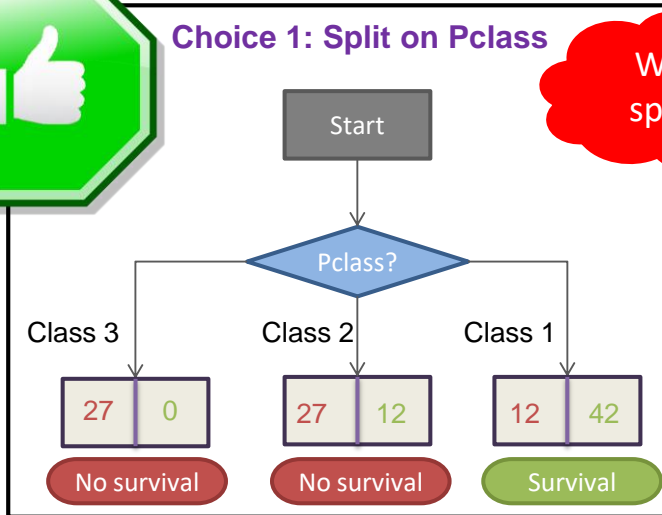 Choice 1: Split on Pclass
Start
Pclass?
Class 3
Class 2
Class 1
27 0
27 12
12 42
No survival
No survival
Survival